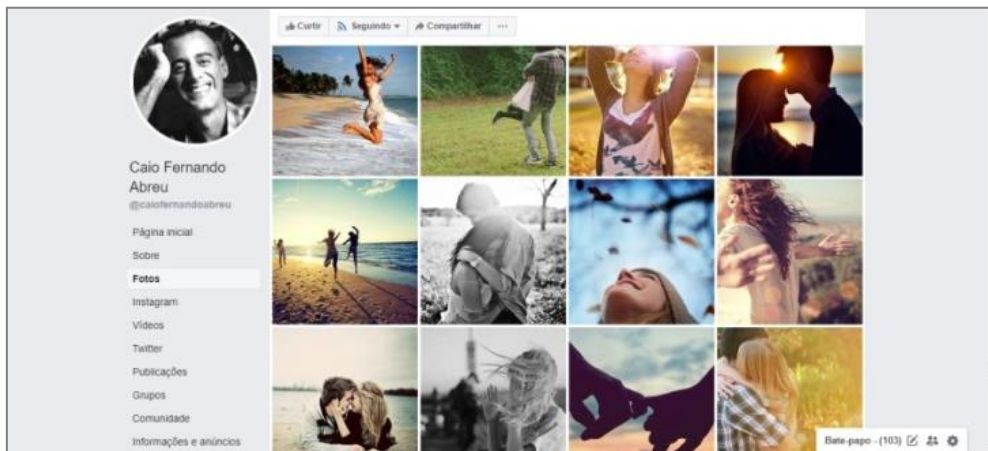 Curtir Seguindo Compartilhar ...
Caio Fernando
Abreu
@caiofernandoabreu
Página inicial
Sobre
Fotos
Instagram
Vídeos
Twitter
Publicações
Grupos
Comunidade
Informações e anúncios
Bate-papo - (103)